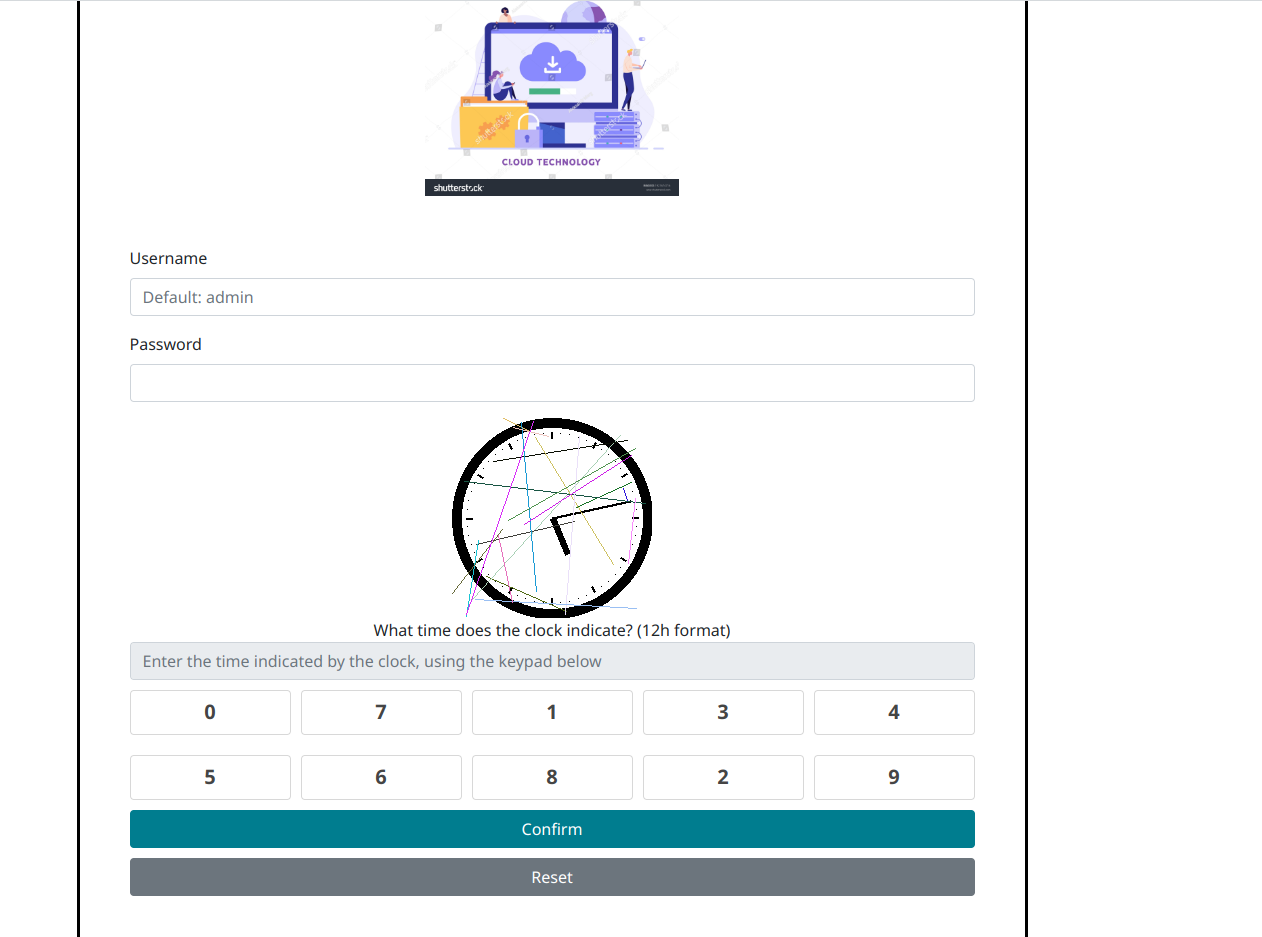 CLOUD TECHNOLOGY
shutterstock
Username
Default: admin
Password
What time does the clock indicate? (12h format)
Enter the time indicated by the clock, using the keypad below
0 7 1 3 4
5 6 8 2 9
Confirm
Reset